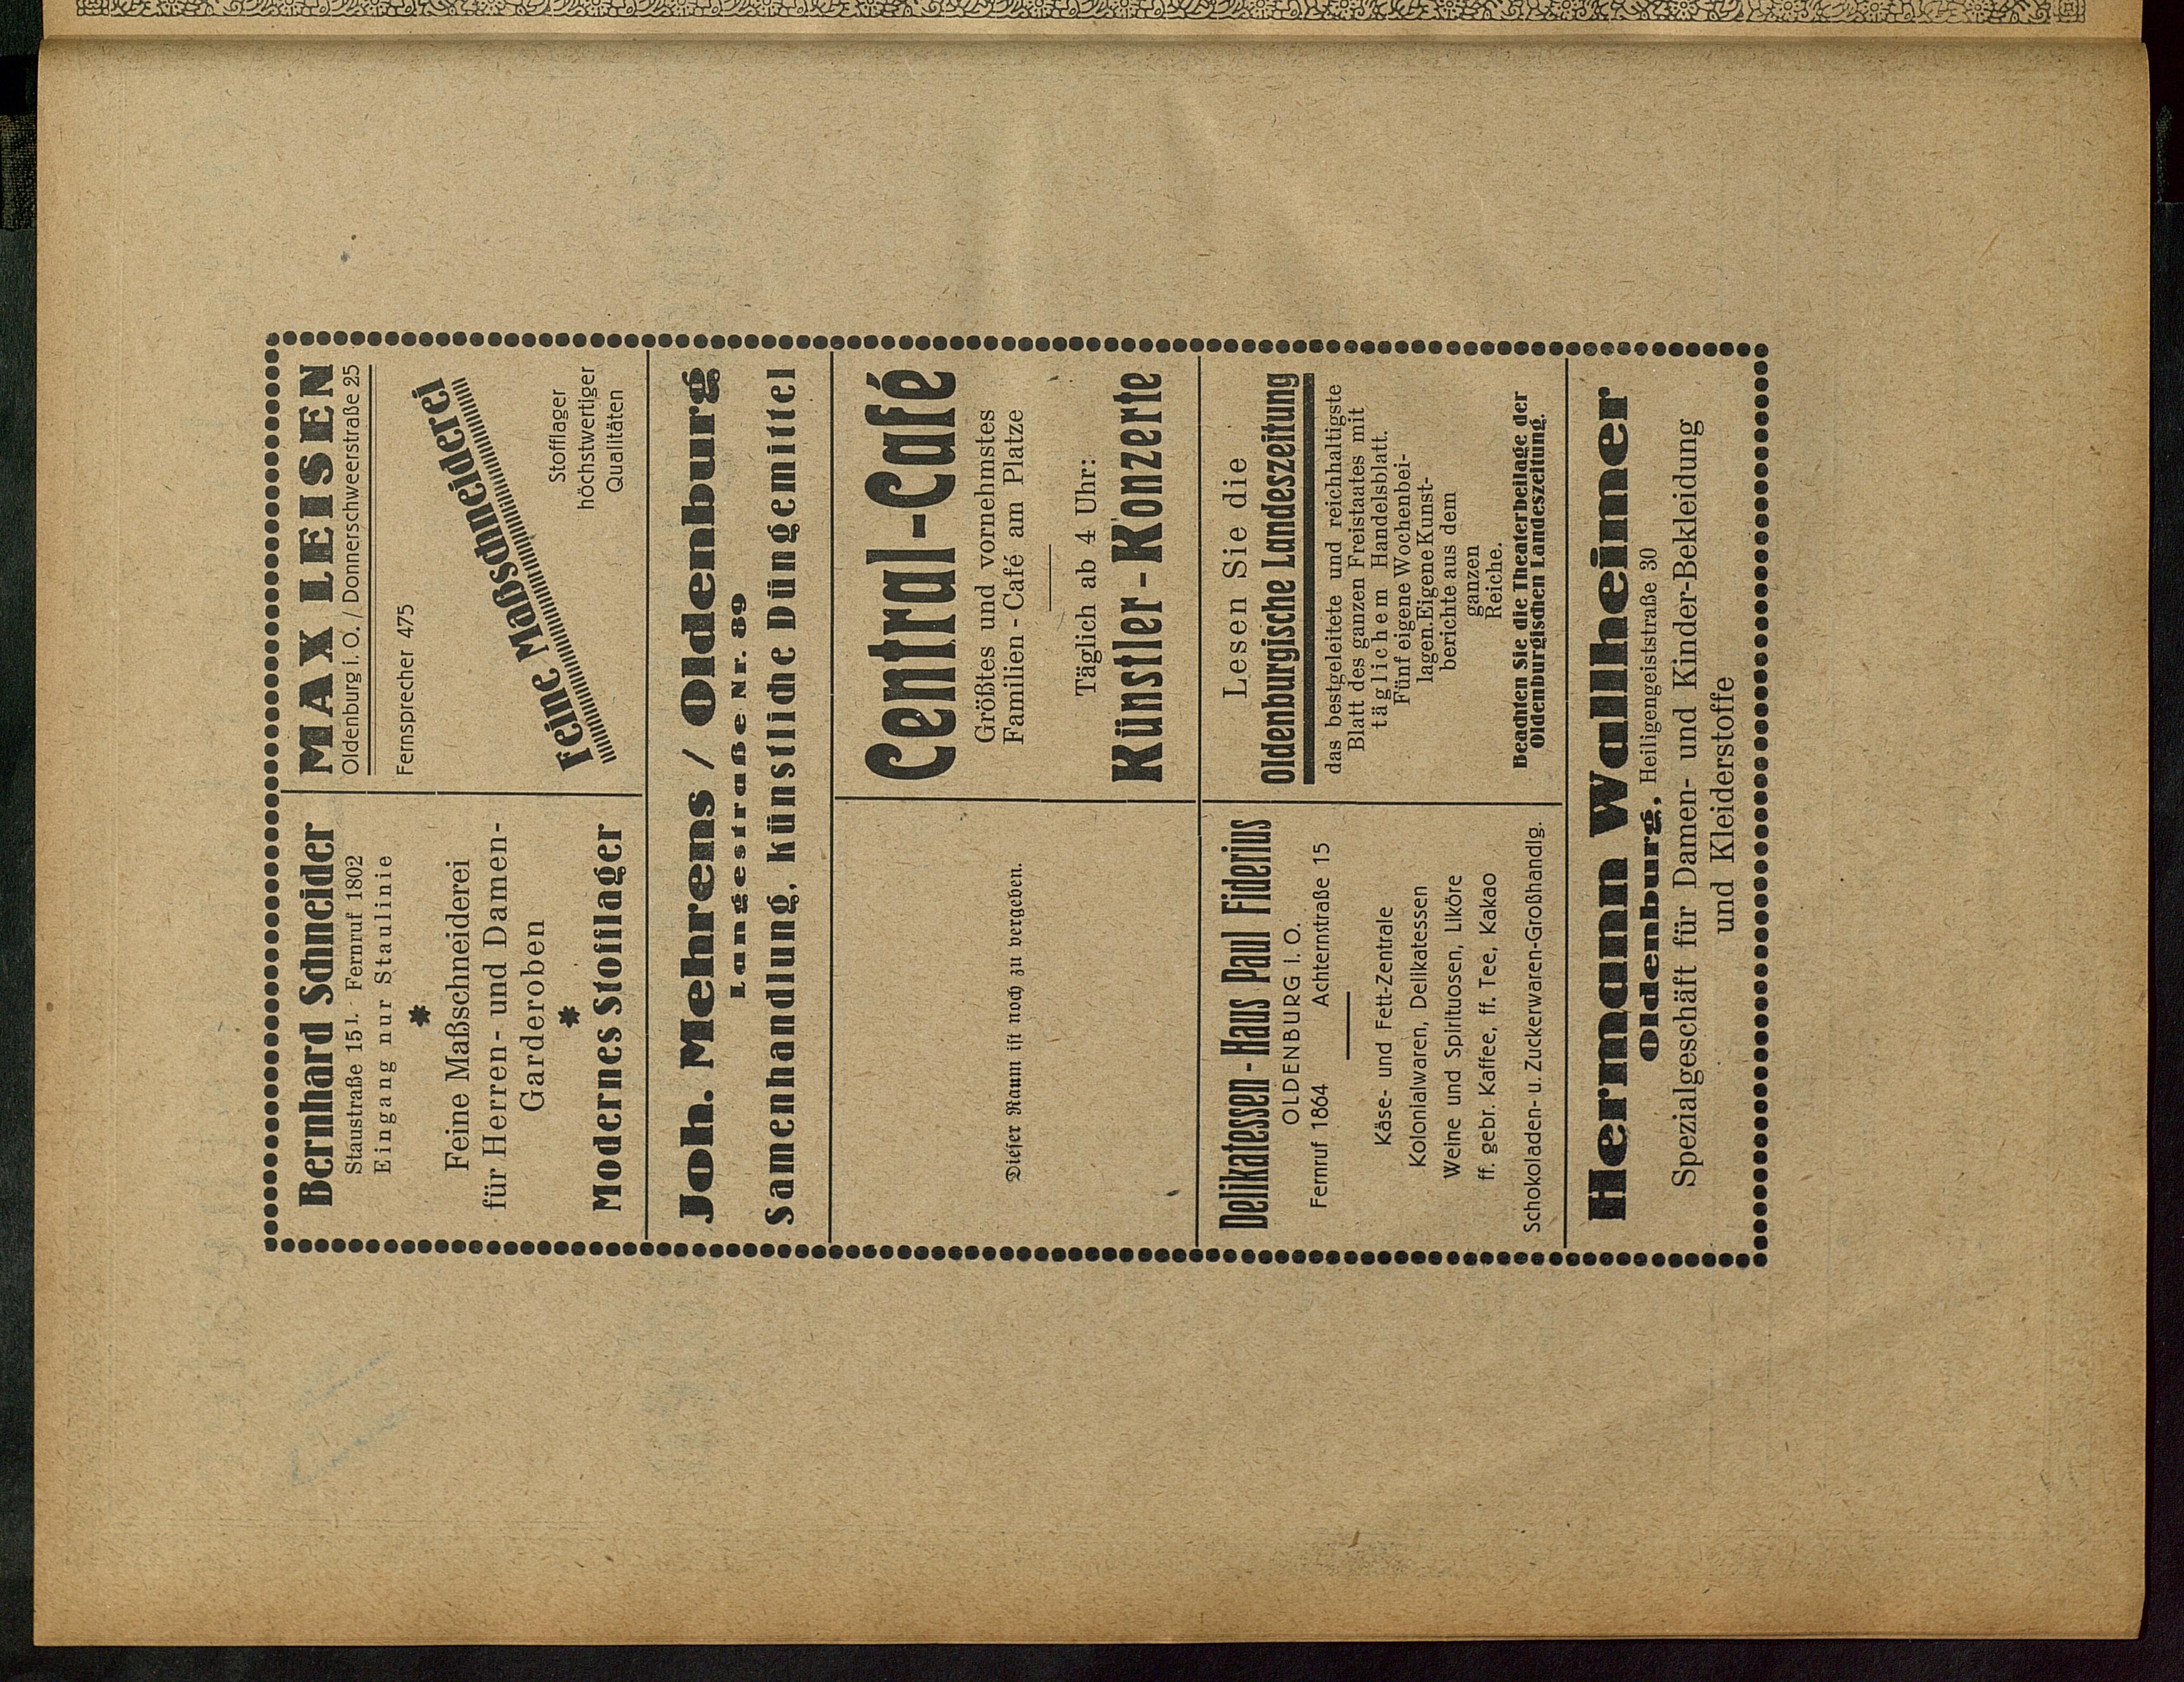 Bernhard Schneider
Staustraße 15 I. Fernruf 1802
Eingang nur Staulinie
*
Feine Maßschneiderei
für Herren- und Damen-
Garderoben
*
Modernes Stofflager
MAX LEISEN
Oldenburg i. O. / Donnerschweerstraße 25
Fernsprecher 475
Feine Maßschneiderei
Stofflager
höchstwertiger
Qualitäten
Joh. Mehrens / Oldenburg
Langestraße Nr. 89
Samenhandlung, künstliche Düngemittel
Dieser Raum ist noch zu vergeben.
Central-Café
Größtes und vornehmstes
Familien-Café am Platze
Täglich ab 4 Uhr:
Künstler-Konzerte
Delikatessen-Haus Paul Fiderius
OLDENBURG I. O.
Fernruf 1864 Achternstraße 15
Käse- und Fett-Zentrale
Kolonialwaren, Delikatessen
Weine und Spirituosen, Liköre
ff. gebr. Kaffee, ff. Tee, Kakao
Schokoladen- u. Zuckerwaren-Großhandlg.
Lesen Sie die
Oldenburgische Landeszeitung
das bestgeleitete und reichhaltigste
Blatt des ganzen Freistaates mit
täglichem Handelsblatt.
Fünf eigene Wochenbei-
lagen. Eigene Kunst-
berichte aus dem
ganzen
Reiche.
Beachten Sie die Theaterbeilage der
Oldenburgischen Landeszeitung.
Hermann Wallheimer
Oldenburg, Heiligengeiststraße 30
Spezialgeschäft für Damen- und Kinder-Bekleidung
und Kleiderstoffe